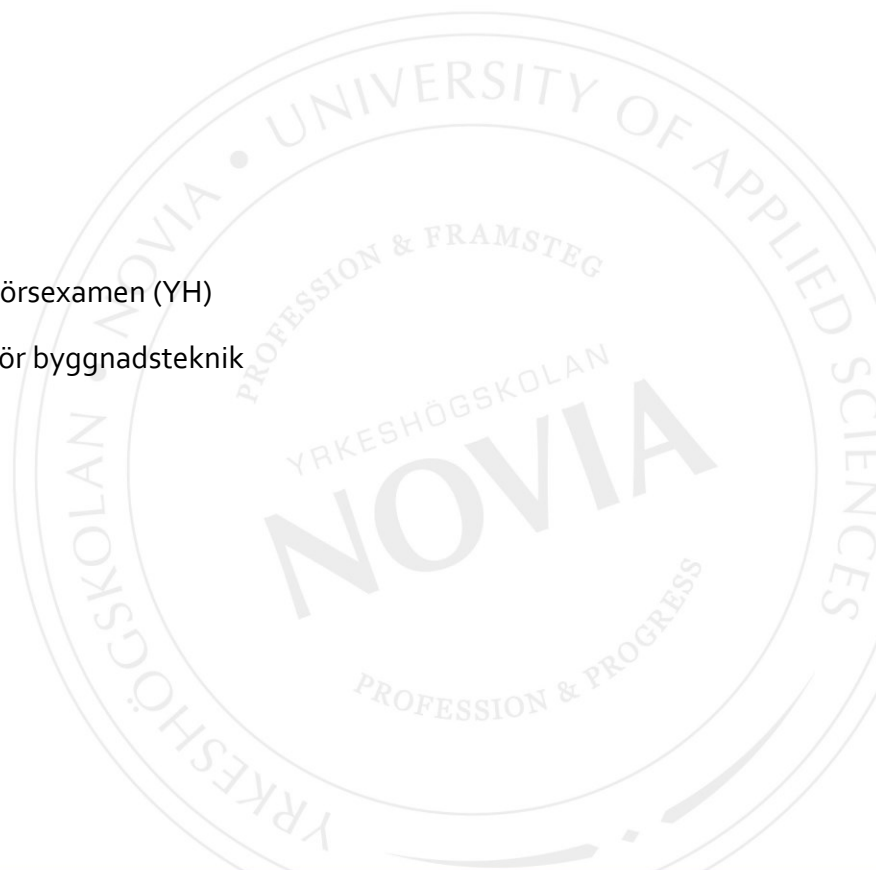 UNIVERSITY OF APPLIED SCIENCES
YRKESHÖGSKOLAN • NOVIA •
PROFESSION & FRAMSTEG
örsexamen (YH)
ör byggnadsteknik
YRKESHÖGSKOLAN
NOVIA
PROFESSION & PROGRESS